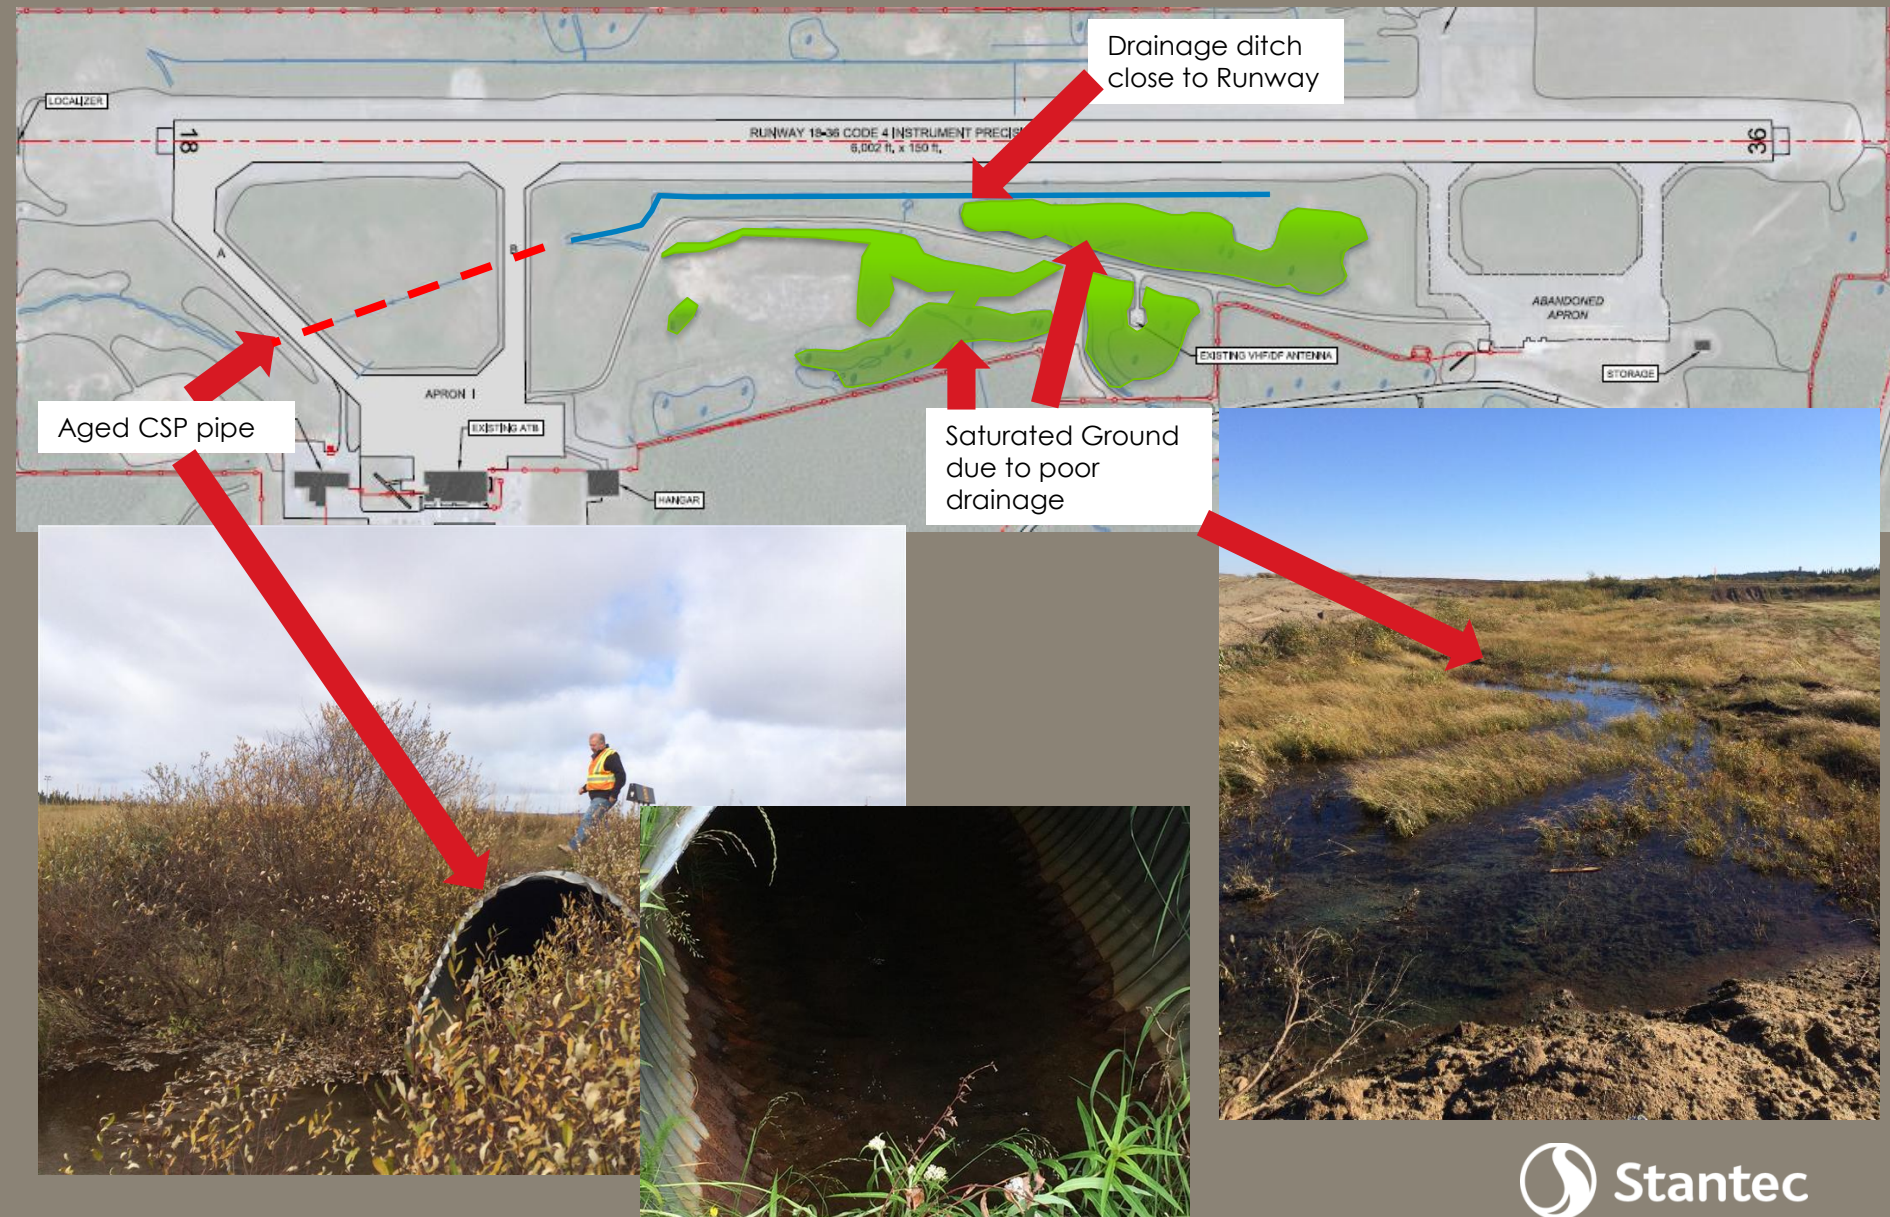 Drainage ditch
close to Runway
LOCALIZER
18
RUNWAY 18-36 CODE 4 INSTRUMENT PRECIS
6,002 ft. x 150 ft.
36
A
B
ABANDONED
APRON
EXISTING VHF/DF ANTENNA
STORAGE
APRON I
Aged CSP pipe
EXISTING ATB
HANGAR
Saturated Ground
due to poor
drainage
Stantec